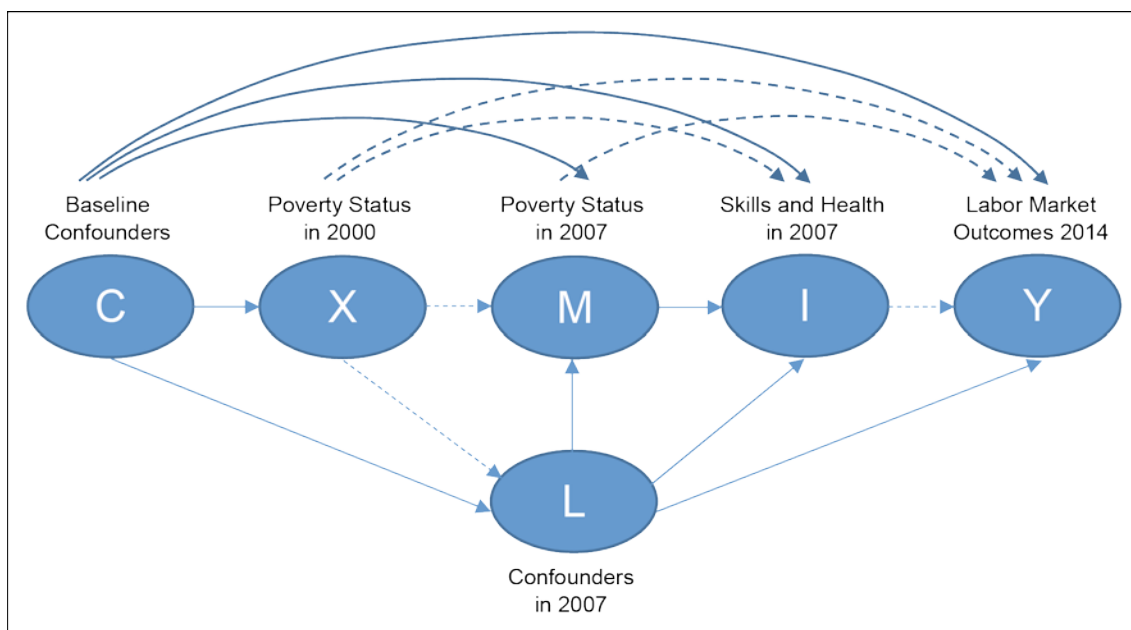 Baseline
Confounders
Poverty Status
in 2000
Poverty Status
in 2007
Skills and Health
in 2007
Labor Market
Outcomes 2014
C
X
M
I
Y
L
Confounders
in 2007